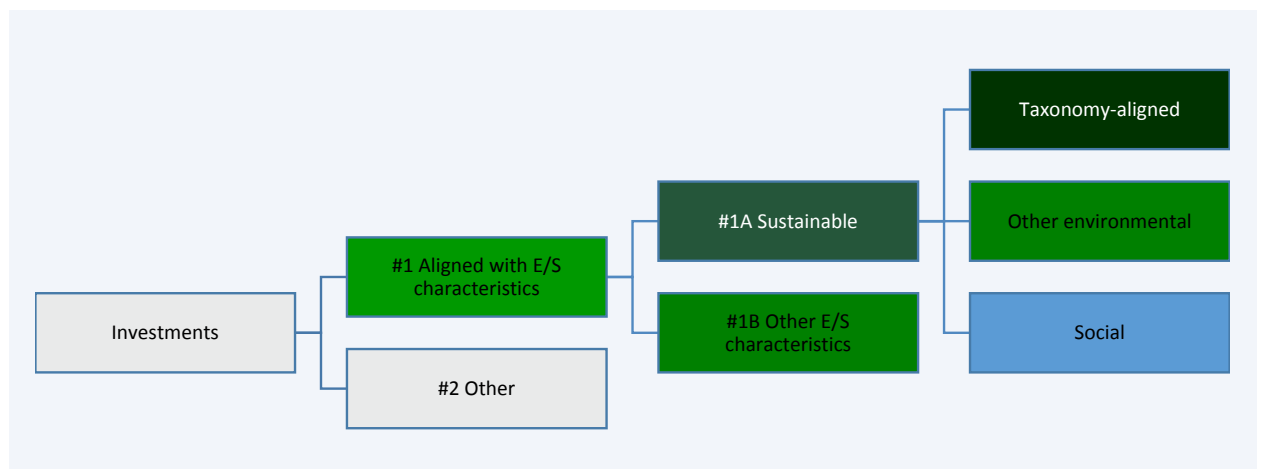 Investments
#1 Aligned with E/S
characteristics
#2 Other
#1A Sustainable
#1B Other E/S
characteristics
Taxonomy-aligned
Other environmental
Social